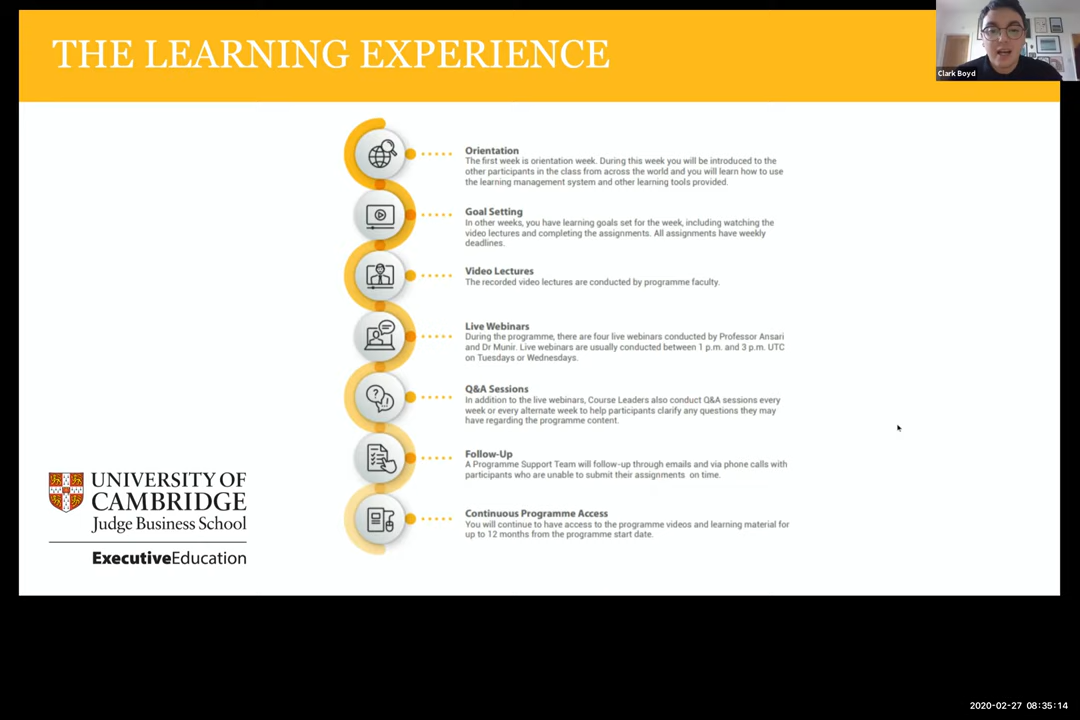 THE LEARNING EXPERIENCE
Clark Boyd
Orientation
The first week is orientation week. During this week you will be introduced to the
other participants in the class from across the world and you will learn how to use
the learning management system and other learning tools provided.
Goal Setting
In other weeks, you have learning goals set for the week, including watching the
video lectures and completing the assignments. All assignments have weekly
deadlines.
Video Lectures
The recorded video lectures are conducted by programme faculty.
Live Webinars
During the programme, there are four live webinars conducted by Professor Ansari
and Dr Munir. Live webinars are usually conducted between 1 p.m. and 3 p.m. UTC
on Tuesdays or Wednesdays.
Q&A Sessions
In addition to the live webinars, Course Leaders also conduct Q&A sessions every
week or every alternate week to help participants clarify any questions they may
have regarding the programme content.
Follow-Up
A Programme Support Team will follow-up through emails and via phone calls with
participants who are unable to submit their assignments on time.
Continuous Programme Access
You will continue to have access to the programme videos and learning material for
up to 12 months from the programme start date.
UNIVERSITY OF
CAMBRIDGE
Judge Business School
ExecutiveEducation
2020-02-27 08:35:14